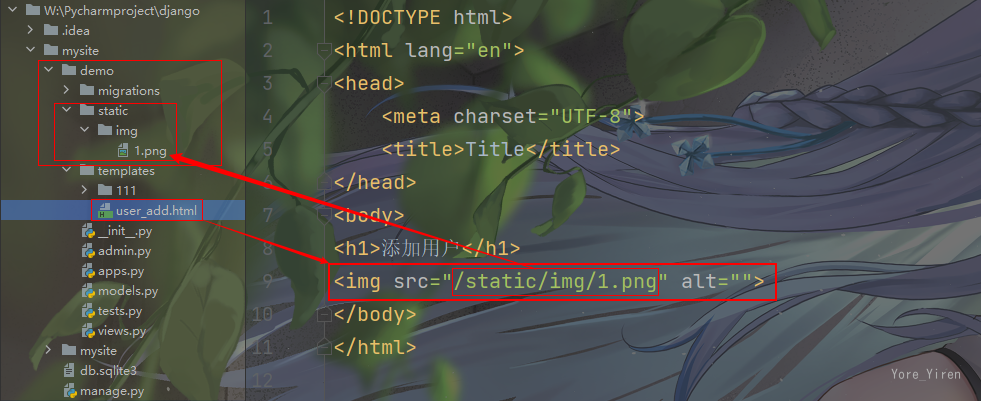 W:\Pycharmproject\django
.idea
mysite
demo
migrations
static
img
1.png
templates
111
user_add.html
__init__.py
admin.py
apps.py
models.py
tests.py
views.py
mysite
db.sqlite3
manage.py
1 <!DOCTYPE html>
2 <html lang="en">
3 <head>
4 <meta charset="UTF-8">
5 <title>Title</title>
6 </head>
7 <body>
8 <h1>添加用户</h1>
9 <img src="/static/img/1.png" alt="">
10 </body>
11 </html>
12
Yore_Yiren